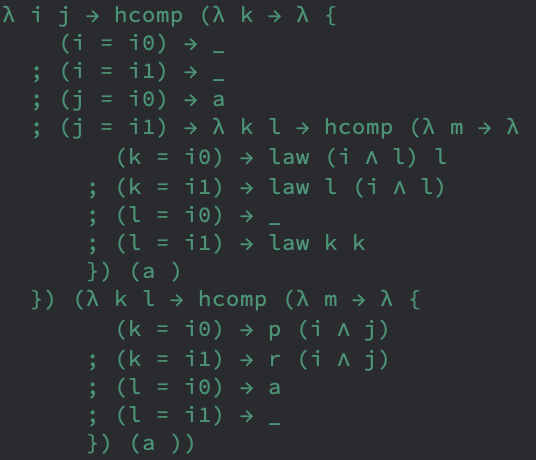 λ i j → hcomp (λ k → λ {
    (i = i0) → _
  ; (i = i1) → _
  ; (j = i0) → a
  ; (j = i1) → λ k l → hcomp (λ m → λ
        (k = i0) → law (i ∧ l) l
      ; (k = i1) → law l (i ∧ l)
      ; (l = i0) → _
      ; (l = i1) → law k k
      }) (a )
  }) (λ k l → hcomp (λ m → λ {
        (k = i0) → p (i ∧ j)
      ; (k = i1) → r (i ∧ j)
      ; (l = i0) → a
      ; (l = i1) → _
      }) (a ))